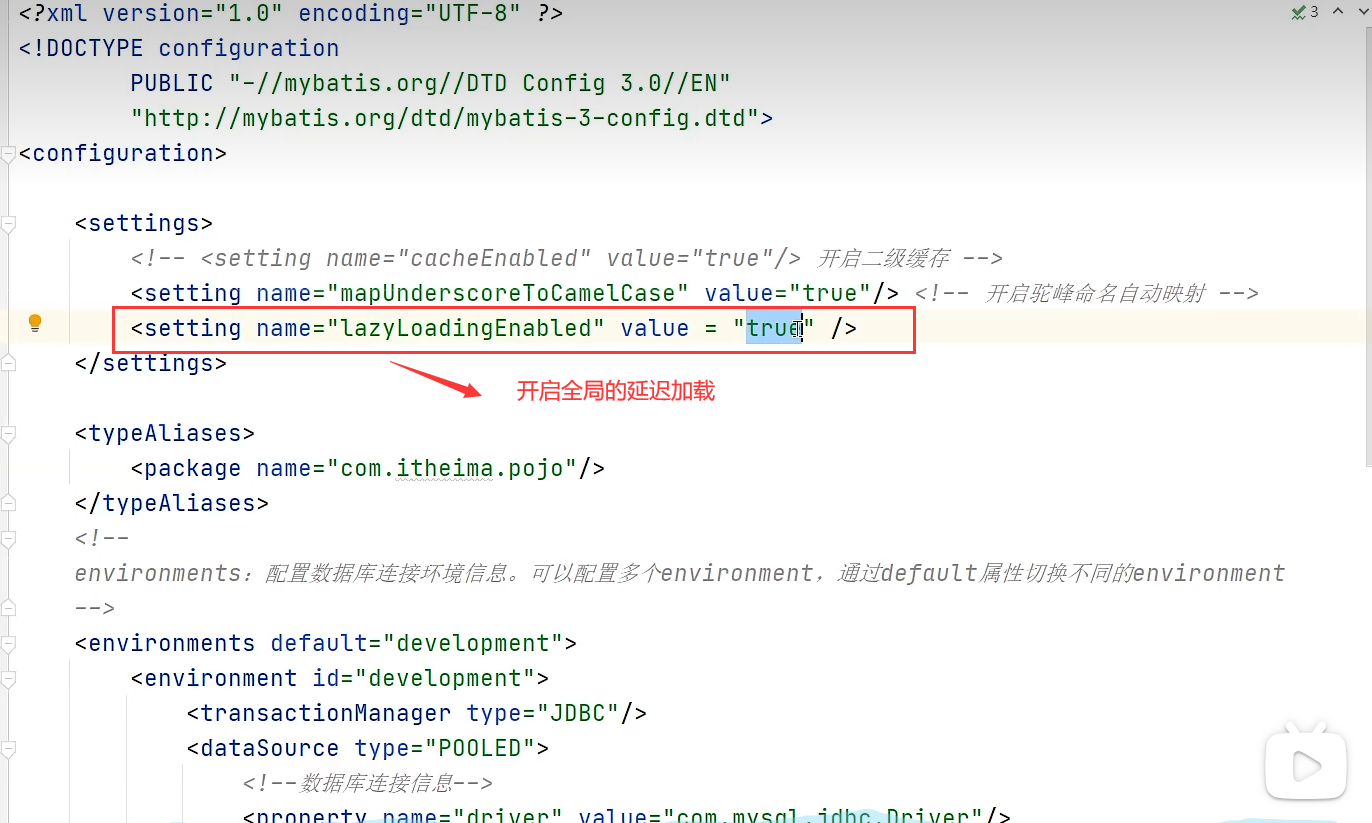 <?xml version="1.0" encoding="UTF-8" ?>
3
<!DOCTYPE configuration
PUBLIC "-//mybatis.org//DTD Config 3.0//EN"
"http://mybatis.org/dtd/mybatis-3-config.dtd">
<configuration>
<settings>
<!-- <setting name="cacheEnabled" value="true"/> 开启二级缓存 -->
<setting name="mapUnderscoreToCamelCase" value="true"/> <!-- 开启驼峰命名自动映射 -->
<setting name="lazyLoadingEnabled" value = "true" />
</settings>
开启全局的延迟加载
<typeAliases>
<package name="com.itheima.pojo"/>
</typeAliases>
<!--
environments：配置数据库连接环境信息。可以配置多个environment，通过default属性切换不同的environment
-->
<environments default="development">
<environment id="development">
<transactionManager type="JDBC"/>
<dataSource type="POOLED">
<!--数据库连接信息-->
<property name="driver" value="com.mysql.jdbc.Driver"/>